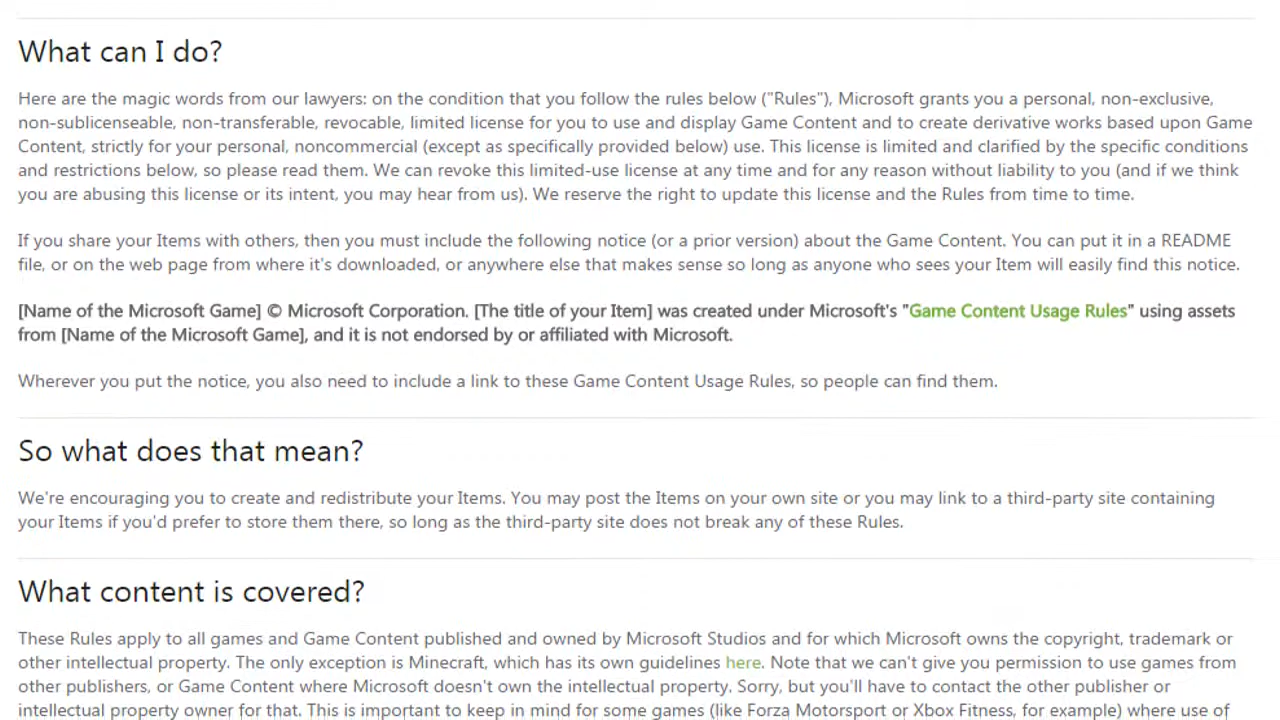 What can I do?
Here are the magic words from our lawyers: on the condition that you follow the rules below ("Rules"), Microsoft grants you a personal, non-exclusive,
non-sublicenseable, non-transferable, revocable, limited license for you to use and display Game Content and to create derivative works based upon Game
Content, strictly for your personal, noncommercial (except as specifically provided below) use. This license is limited and clarified by the specific conditions
and restrictions below, so please read them. We can revoke this limited-use license at any time and for any reason without liability to you (and if we think
you are abusing this license or its intent, you may hear from us). We reserve the right to update this license and the Rules from time to time.
If you share your Items with others, then you must include the following notice (or a prior version) about the Game Content. You can put it in a README
file, or on the web page from where it's downloaded, or anywhere else that makes sense so long as anyone who sees your Item will easily find this notice.
[Name of the Microsoft Game] © Microsoft Corporation. [The title of your Item] was created under Microsoft's "Game Content Usage Rules" using assets
from [Name of the Microsoft Game], and it is not endorsed by or affiliated with Microsoft.
Wherever you put the notice, you also need to include a link to these Game Content Usage Rules, so people can find them.
So what does that mean?
We're encouraging you to create and redistribute your Items. You may post the Items on your own site or you may link to a third-party site containing
your Items if you'd prefer to store them there, so long as the third-party site does not break any of these Rules.
What content is covered?
These Rules apply to all games and Game Content published and owned by Microsoft Studios and for which Microsoft owns the copyright, trademark or
other intellectual property. The only exception is Minecraft, which has its own guidelines here. Note that we can't give you permission to use games from
other publishers, or Game Content where Microsoft doesn't own the intellectual property. Sorry, but you'll have to contact the other publisher or
intellectual property owner for that. This is important to keep in mind for some games (like Forza Motorsport or Xbox Fitness, for example) where use of